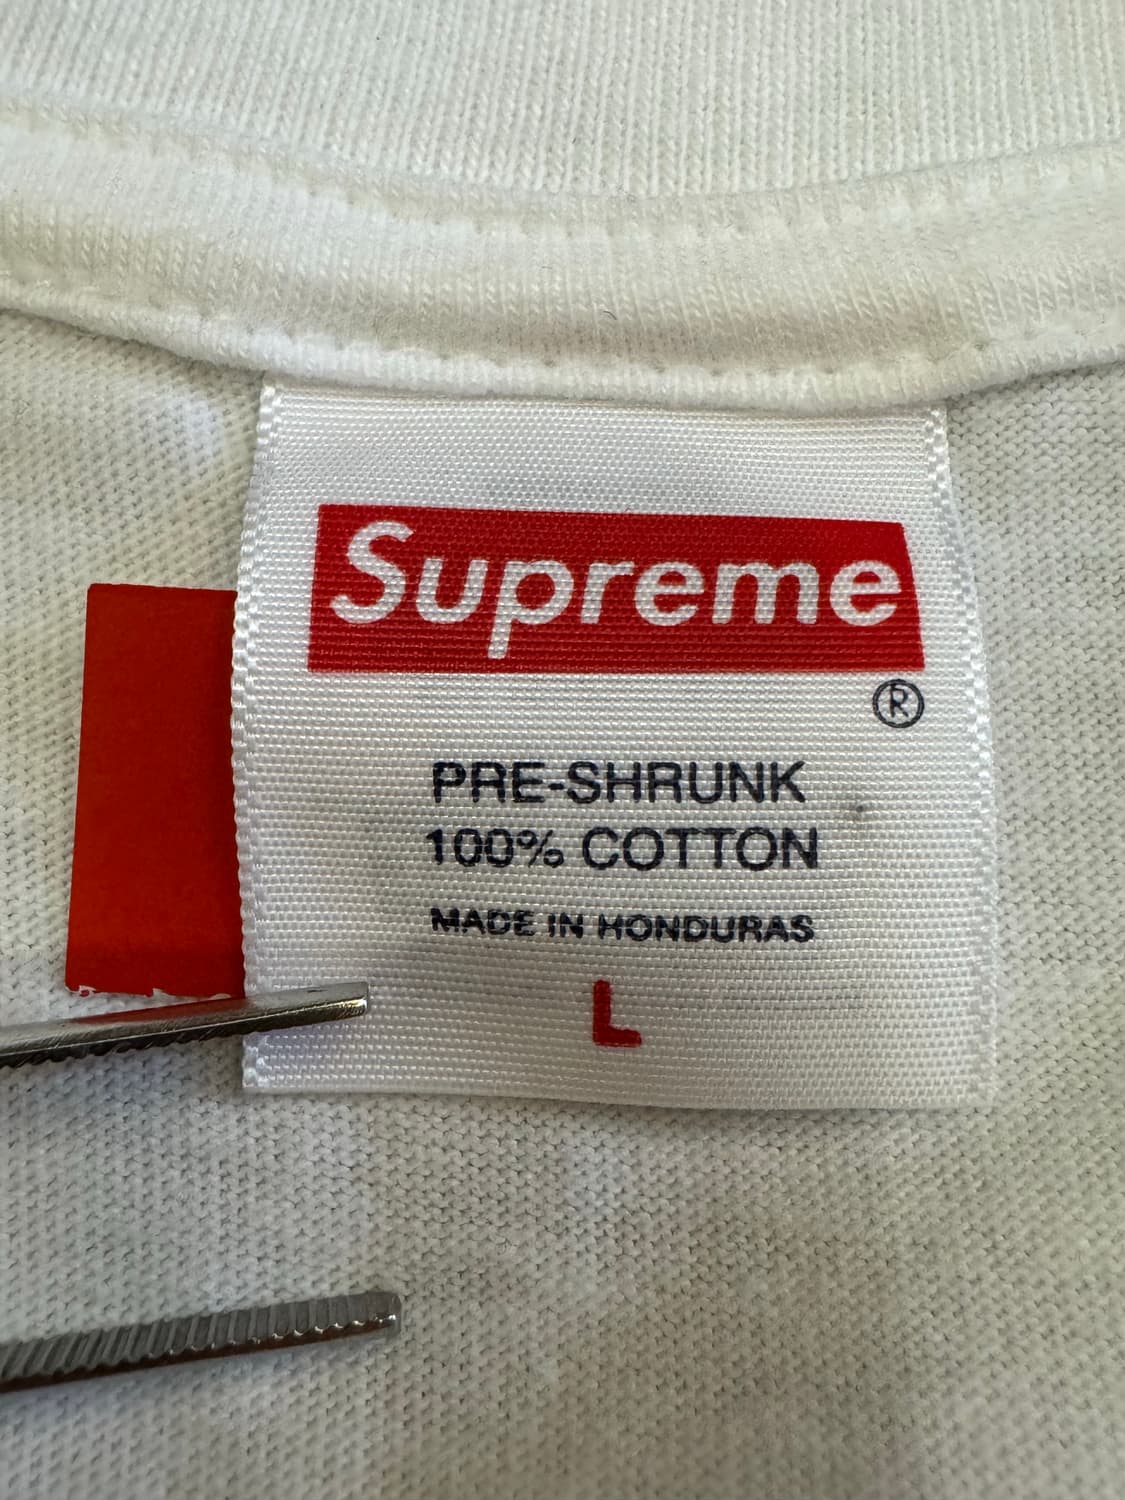 Supreme
®
PRE-SHRUNK
100% COTTON
MADE IN HONDURAS
L